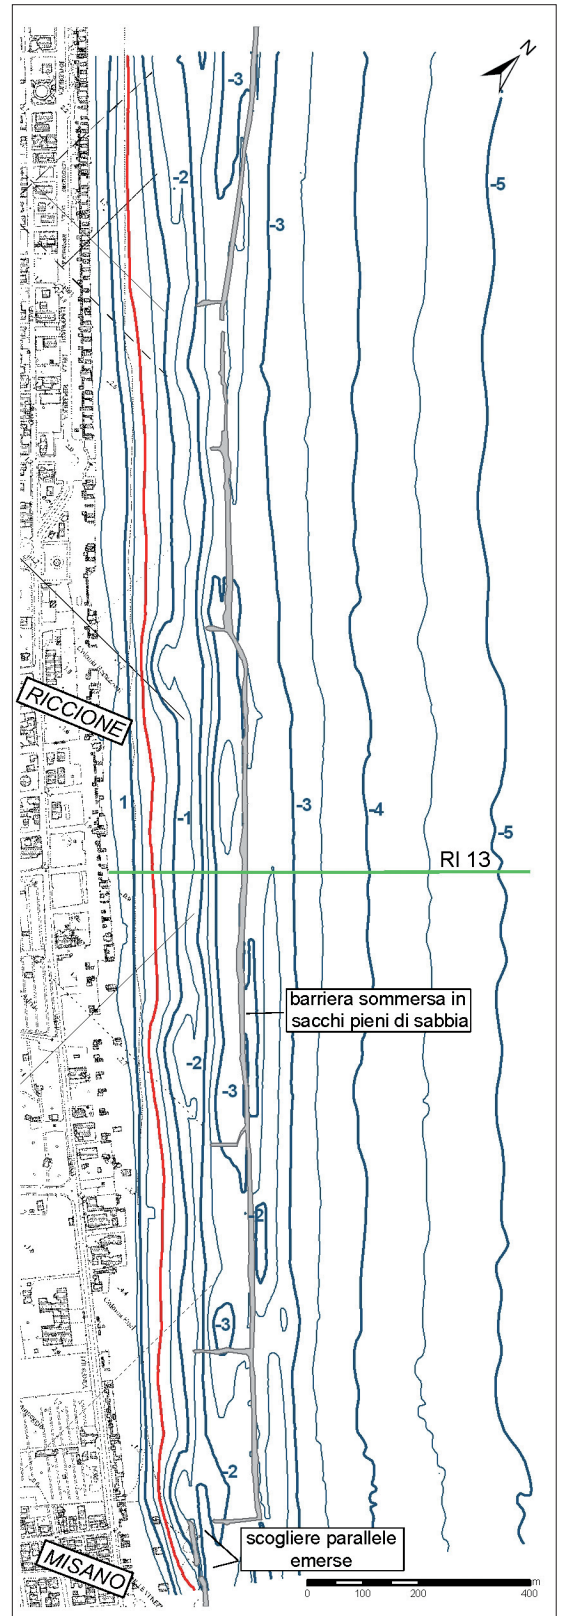 N
-3
-2
-5
-3
RICCIONE
1
-1
-3
-4
-5
RI 13
barriera sommersa in
sacchi pieni di sabbia
-2
-3
-2
-3
-2
scogliere parallele
emerse
MISANO
0 100 200 400 m